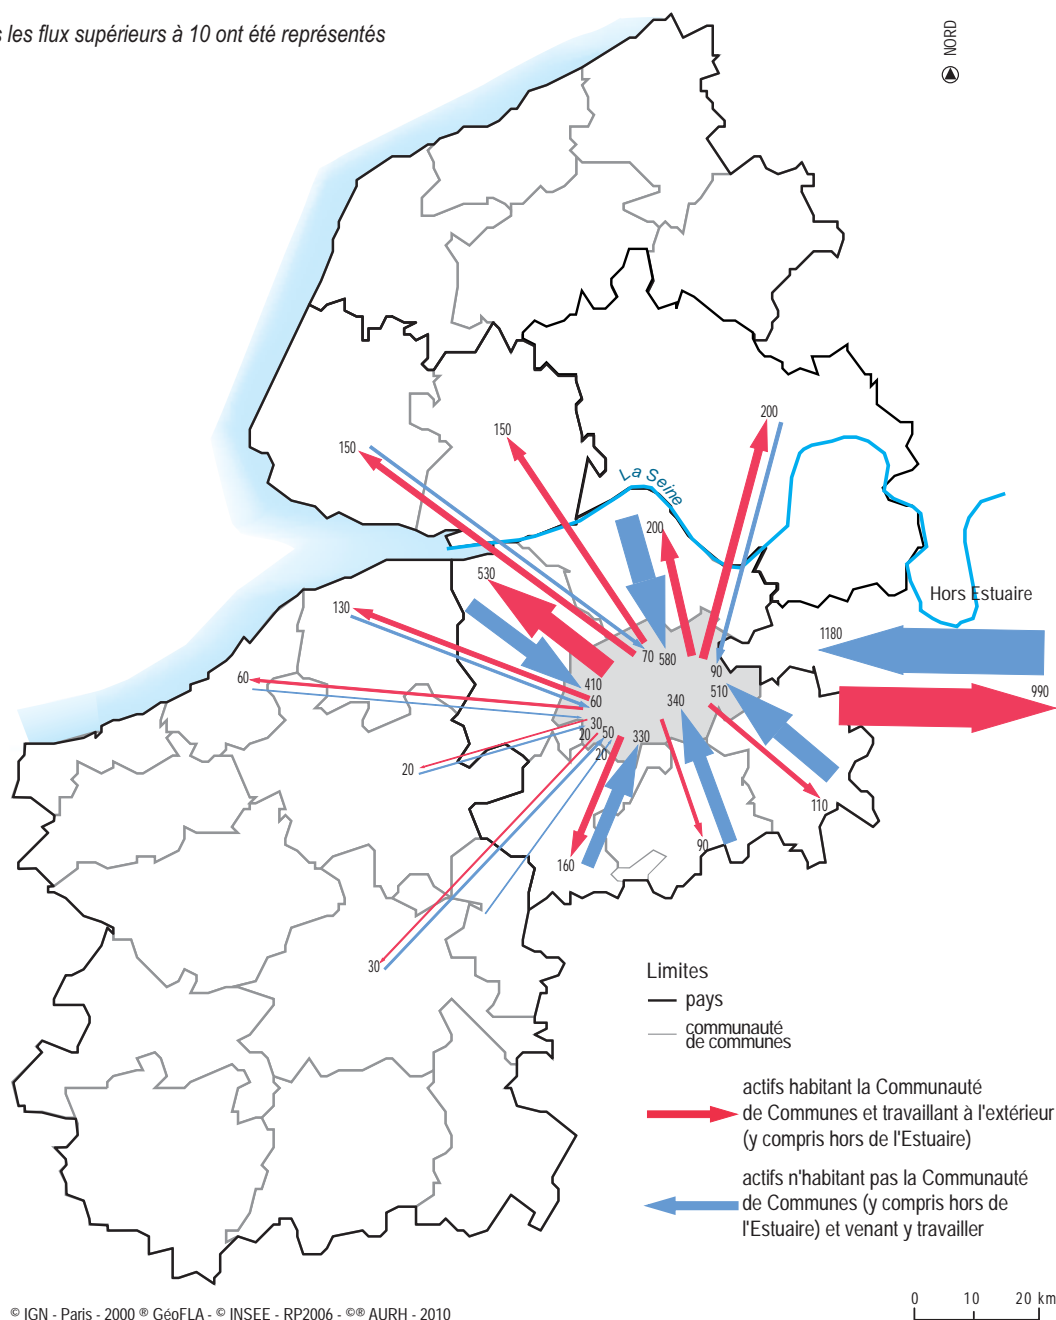 s les flux supérieurs à 10 ont été représentés
NORD
200
150
150
La Seine
200
530
Hors Estuaire
130
1180
70
580
60
90
410
510
990
60
340
30
20
50
330
20
20
110
90
160
30
Limites
pays
communauté
de communes
actifs habitant la Communauté
de Communes et travaillant à l'extérieur
(y compris hors de l'Estuaire)
actifs n'habitant pas la Communauté
de Communes (y compris hors de
l'Estuaire) et venant y travailler
© IGN - Paris - 2000 ® GéoFLA - © INSEE - RP2006 - ©® AURH - 2010
0 10 20 km